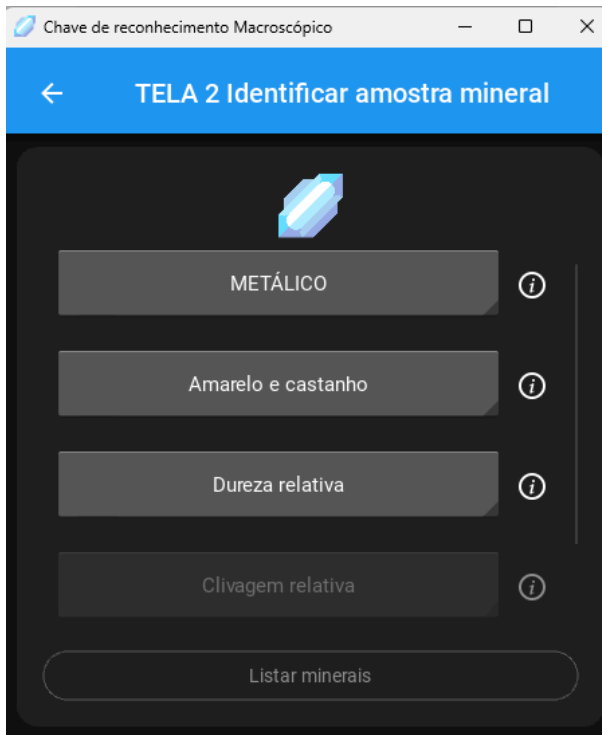 Chave de reconhecimento Macroscópico
TELA 2 Identificar amostra mineral
METÁLICO
Amarelo e castanho
Dureza relativa
Clivagem relativa
Listar minerais